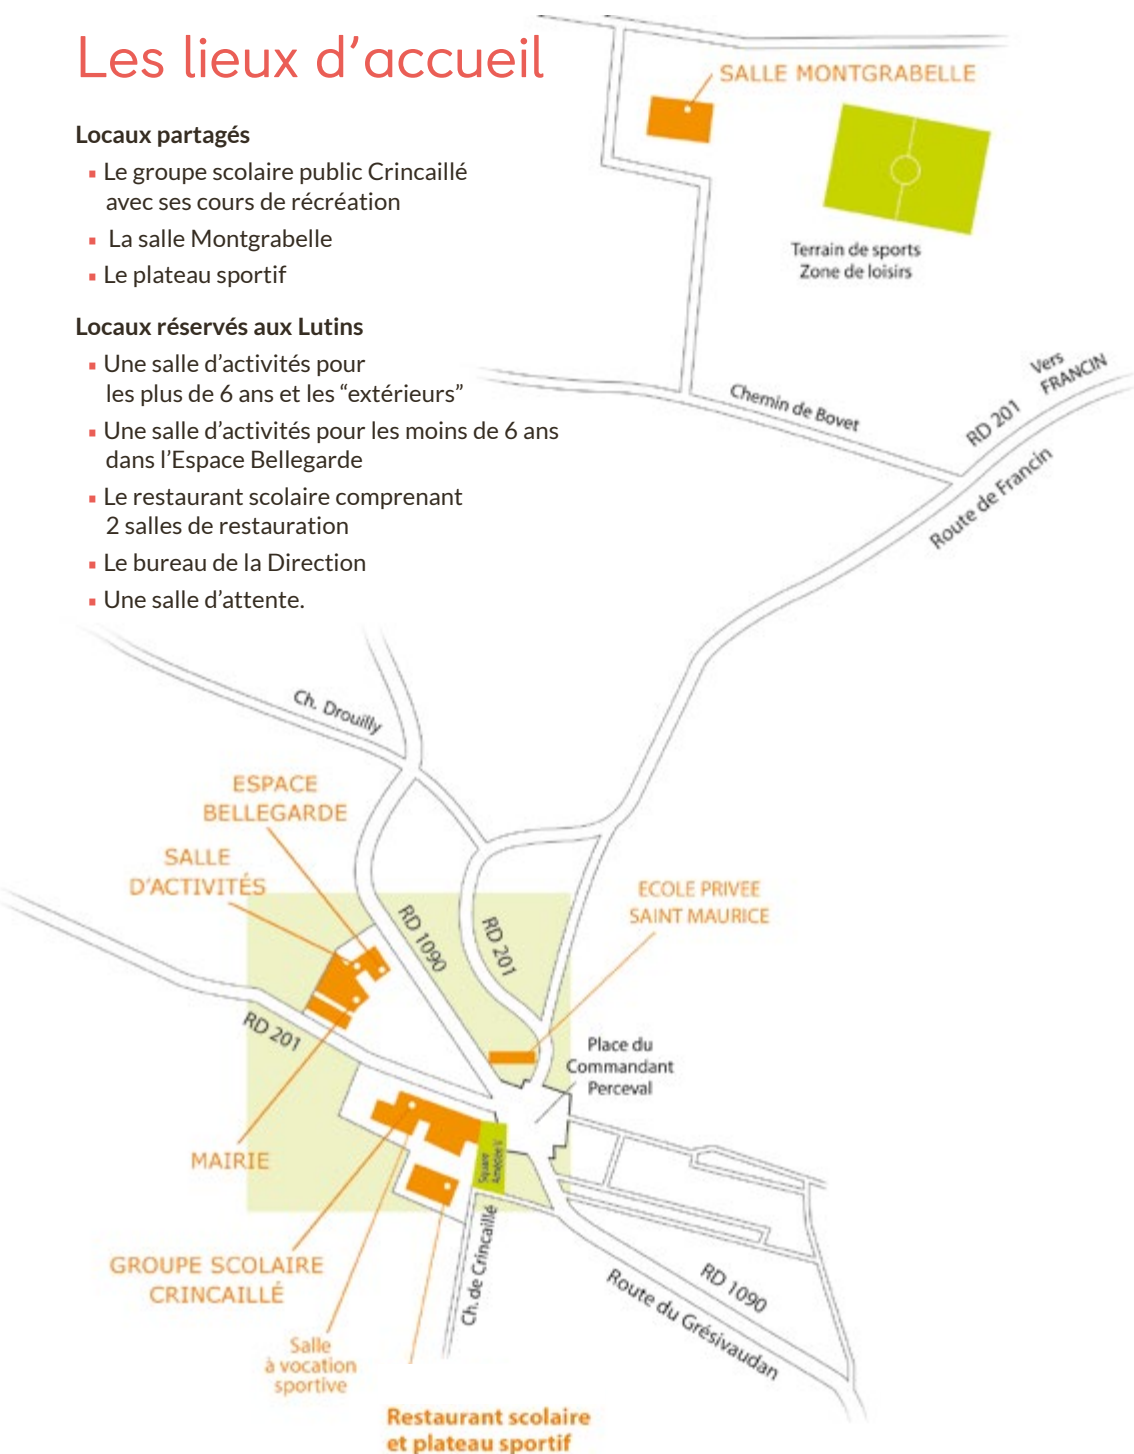 Les lieux d’accueil
Locaux partagés
▪ Le groupe scolaire public Crincaillé
avec ses cours de récréation
▪ La salle Montgrabelle
▪ Le plateau sportif
Locaux réservés aux Lutins
▪ Une salle d’activités pour
les plus de 6 ans et les “extérieurs”
▪ Une salle d’activités pour les moins de 6 ans
dans l’Espace Bellegarde
▪ Le restaurant scolaire comprenant
2 salles de restauration
▪ Le bureau de la Direction
▪ Une salle d’attente.
SALLE MONTGRABELLE
Terrain de sports
Zone de loisirs
Vers
FRANCIN
RD 201
Route de Francin
Chemin de Bovet
Ch. Drouilly
ESPACE
BELLEGARDE
SALLE
D’ACTIVITÉS
RD 1090
RD 201
ECOLE PRIVEE
SAINT MAURICE
RD 201
Place du
Commandant
Perceval
MAIRIE
Square
Amédée V
GROUPE SCOLAIRE
CRINCAILLÉ
Ch. de Crincaillé
RD 1090
Route du Grésivaudan
Salle
à vocation
sportive
Restaurant scolaire
et plateau sportif